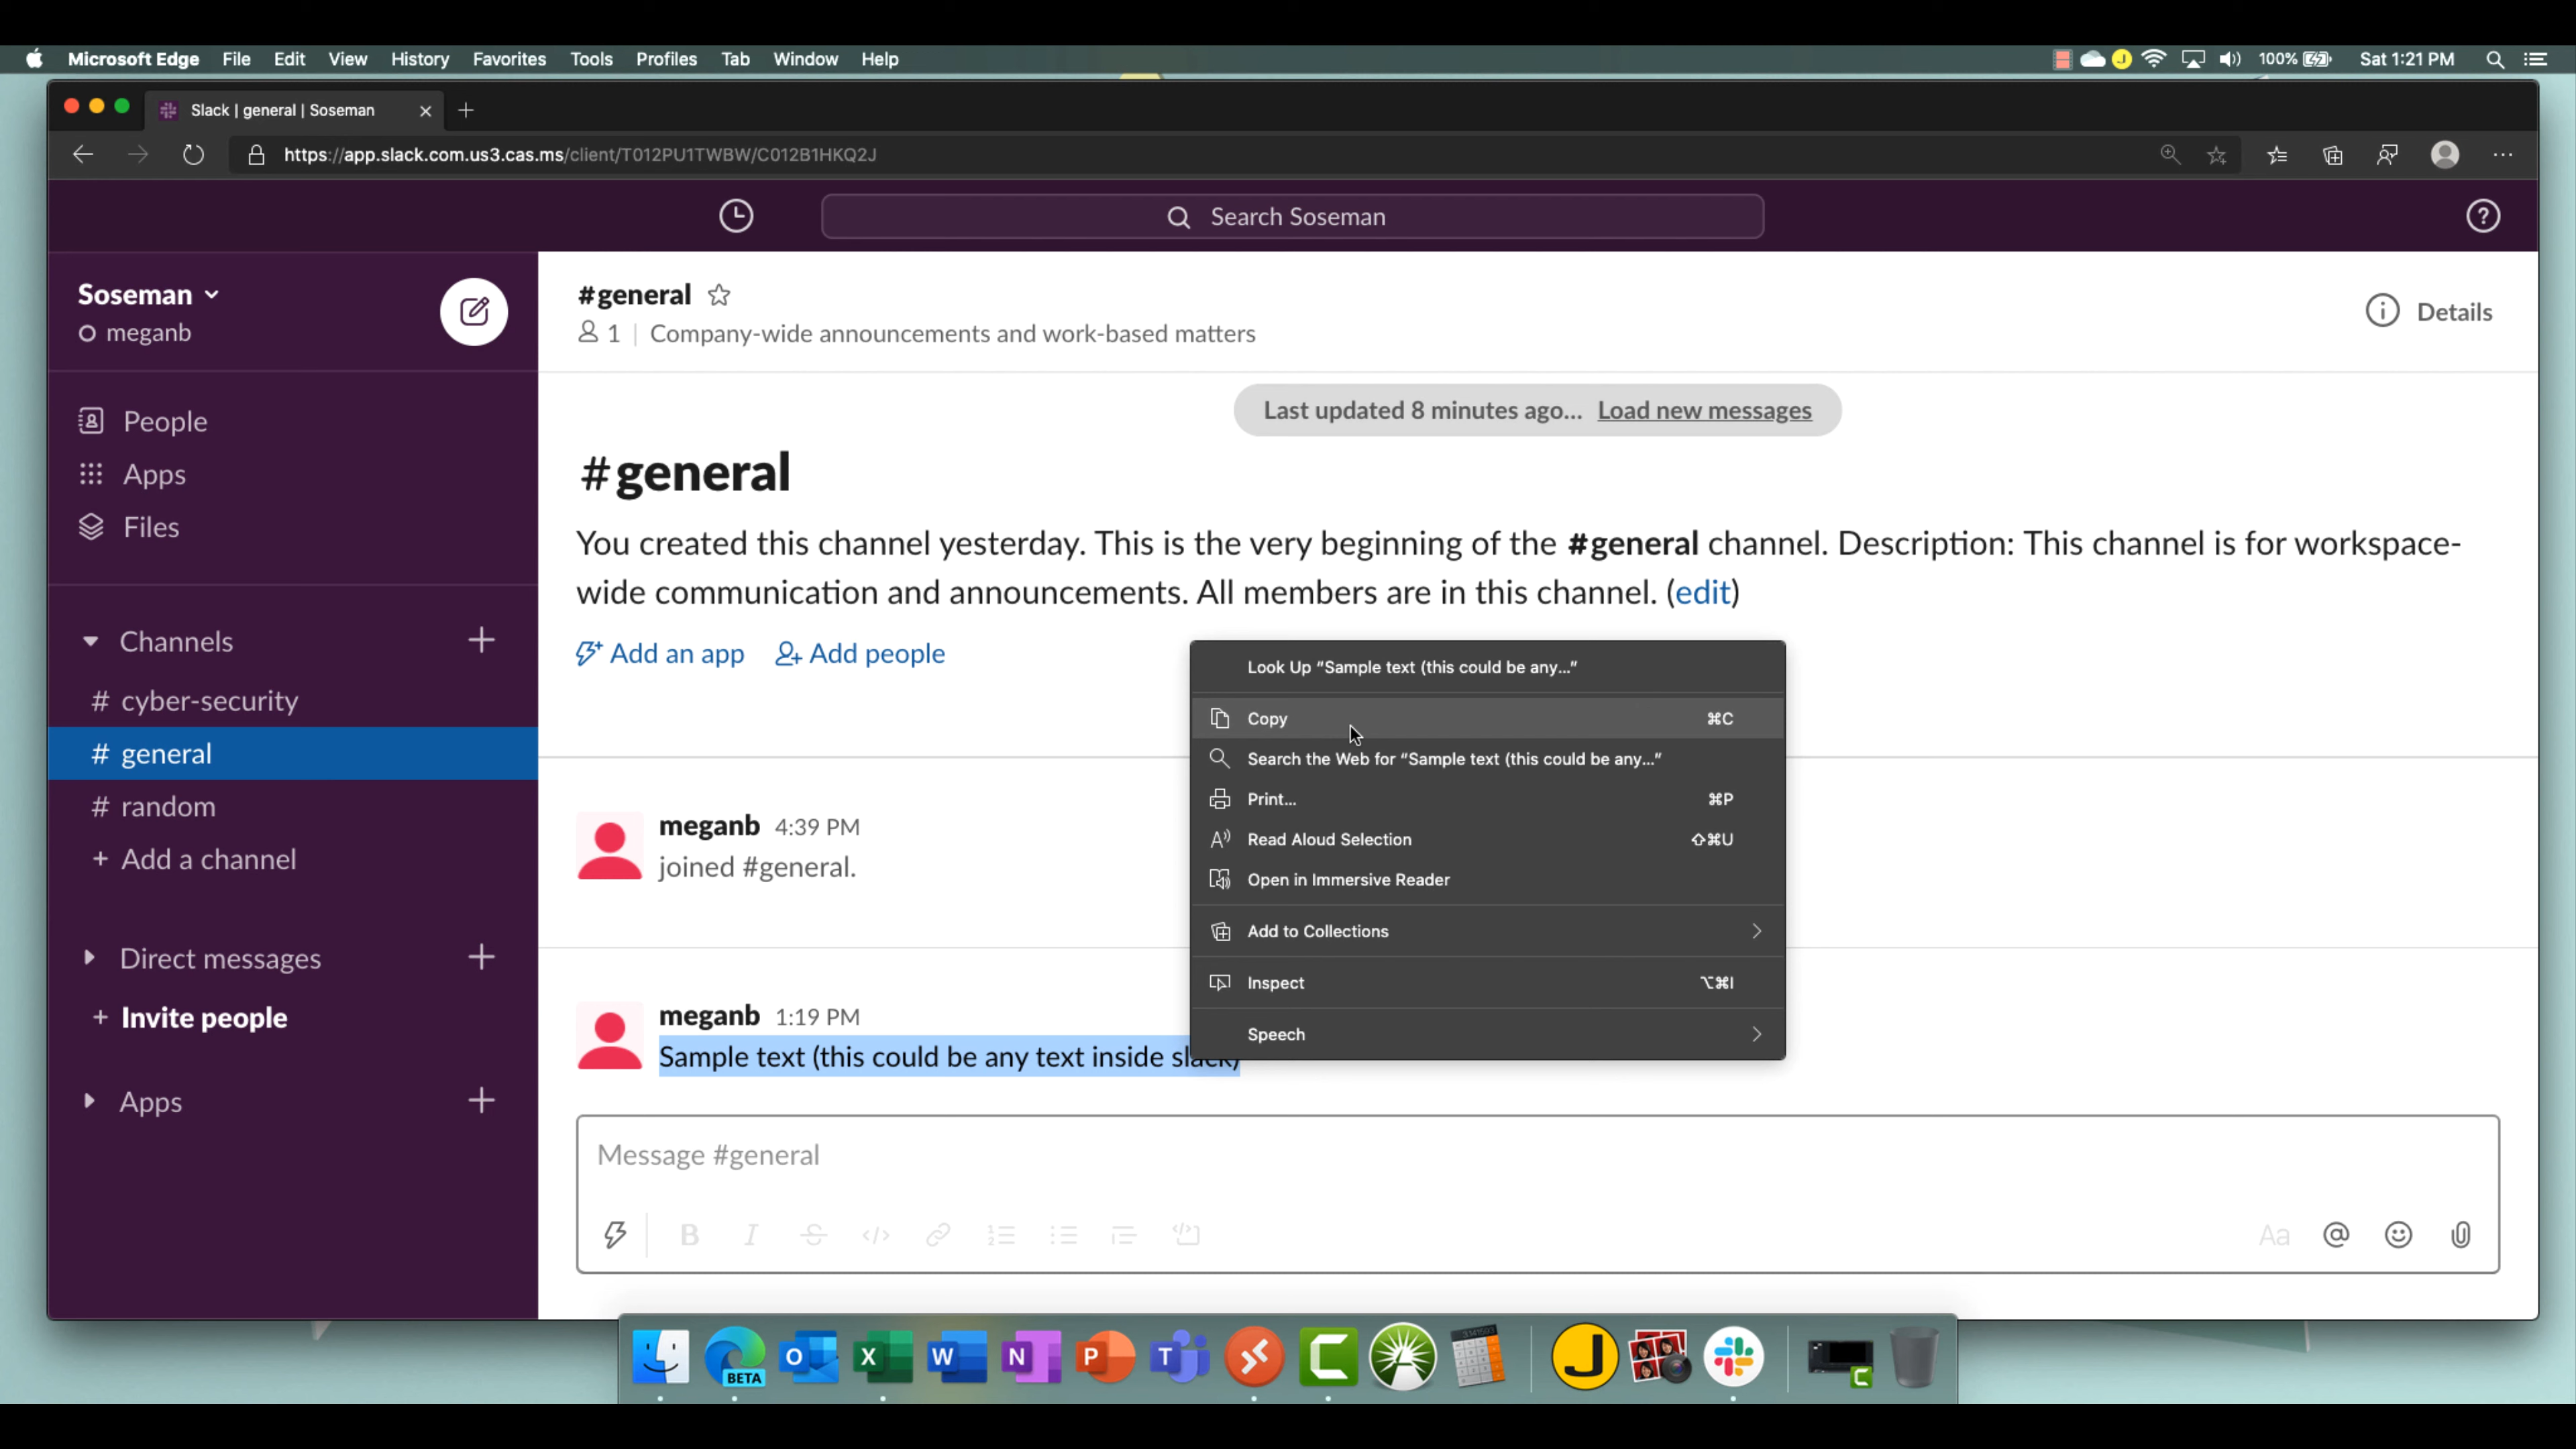 Microsoft Edge File Edit View History Favorites Tools Profiles Tab Window Help
J 100% Sat 1:21 PM
Slack | general | Soseman
https://app.slack.com.us3.cas.ms/client/T012PU1TWBW/C012B1HKQ2J
Search Soseman
Soseman
meganb
People
Apps
Files
Channels
# cyber-security
# general
# random
+ Add a channel
Direct messages
+ Invite people
Apps
#general
1 | Company-wide announcements and work-based matters
Details
Last updated 8 minutes ago... Load new messages
#general
You created this channel yesterday. This is the very beginning of the #general channel. Description: This channel is for workspace-
wide communication and announcements. All members are in this channel. (edit)
Add an app Add people
meganb 4:39 PM
joined #general.
meganb 1:19 PM
Sample text (this could be any text inside slack)
Look Up “Sample text (this could be any...”
Copy ⌘C
Search the Web for “Sample text (this could be any...”
Print... ⌘P
Read Aloud Selection ⇧⌘U
Open in Immersive Reader
Add to Collections
Inspect ⌥⌘I
Speech
Message #general
B I S </> Aa @
BETA O X W N P T C J C